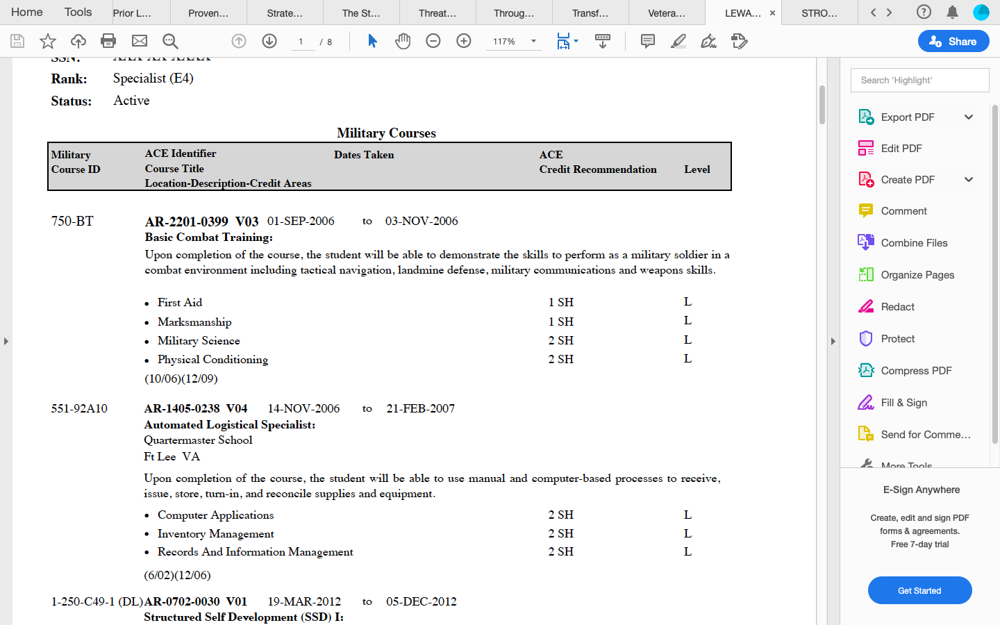 Home
Tools
Prior L...
Proven...
Strate...
The St...
Threat...
Throug...
Transf...
Vetera...
LEWA...
×
STRO...
1
/ 8
117%
Share
SSN: XXX-XX-XXXX
Rank: Specialist (E4)
Status: Active
Military Courses
Military Course ID
ACE Identifier
Course Title
Location-Description-Credit Areas
Dates Taken
ACE
Credit Recommendation
Level
750-BT AR-2201-0399 V03 01-SEP-2006 to 03-NOV-2006
Basic Combat Training:
Upon completion of the course, the student will be able to demonstrate the skills to perform as a military soldier in a
combat environment including tactical navigation, landmine defense, military communications and weapons skills.
• First Aid 1 SH L
• Marksmanship 1 SH L
• Military Science 2 SH L
• Physical Conditioning 2 SH L
(10/06)(12/09)
551-92A10 AR-1405-0238 V04 14-NOV-2006 to 21-FEB-2007
Automated Logistical Specialist:
Quartermaster School
Ft Lee VA
Upon completion of the course, the student will be able to use manual and computer-based processes to receive,
issue, store, turn-in, and reconcile supplies and equipment.
• Computer Applications 2 SH L
• Inventory Management 2 SH L
• Records And Information Management 2 SH L
(6/02)(12/06)
1-250-C49-1 (DL) AR-0702-0030 V01 19-MAR-2012 to 05-DEC-2012
Structured Self Development (SSD) I:
Search 'Highlight'
Export PDF
Edit PDF
Create PDF
Comment
Combine Files
Organize Pages
Redact
Protect
Compress PDF
Fill & Sign
Send for Comme...
More Tools
E-Sign Anywhere
Create, edit and sign PDF
forms & agreements.
Free 7-day trial
Get Started